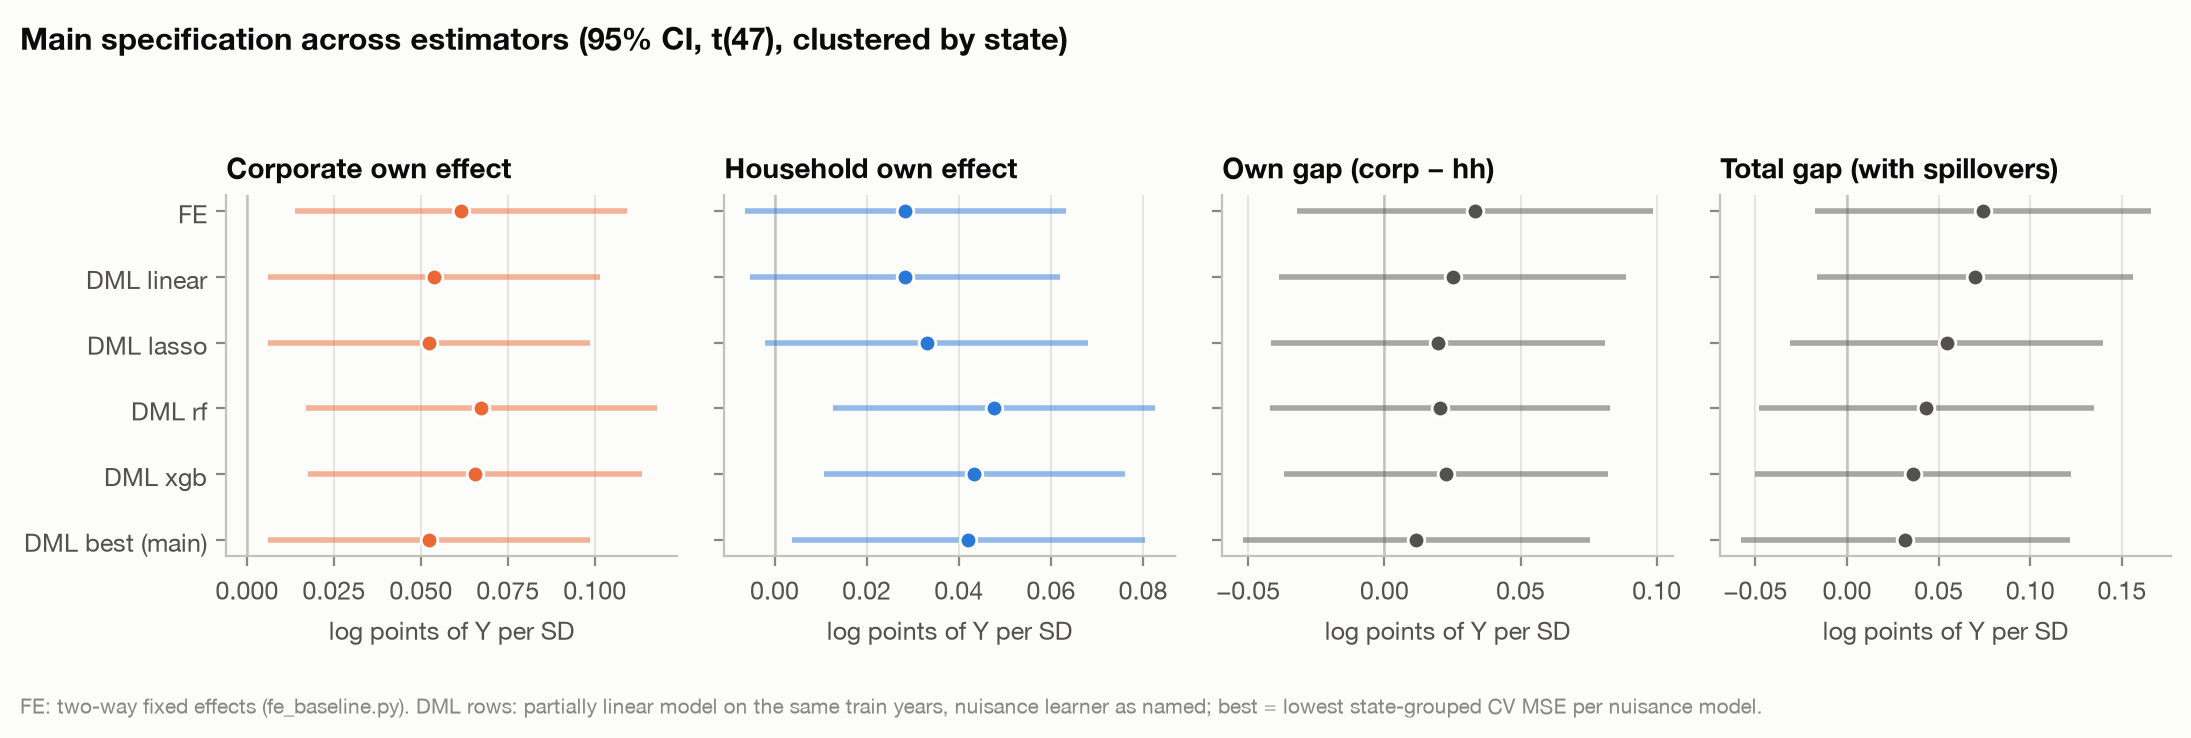 Main specification across estimators (95% CI, t(47), clustered by state)
Corporate own effect
Household own effect
Own gap (corp − hh)
Total gap (with spillovers)
FE
DML linear
DML lasso
DML rf
DML xgb
DML best (main)
0.000 0.025 0.050 0.075 0.100
0.00 0.02 0.04 0.06 0.08
−0.05 0.00 0.05 0.10
−0.05 0.00 0.05 0.10 0.15
log points of Y per SD
log points of Y per SD
log points of Y per SD
log points of Y per SD
FE: two-way fixed effects (fe_baseline.py). DML rows: partially linear model on the same train years, nuisance learner as named; best = lowest state-grouped CV MSE per nuisance model.